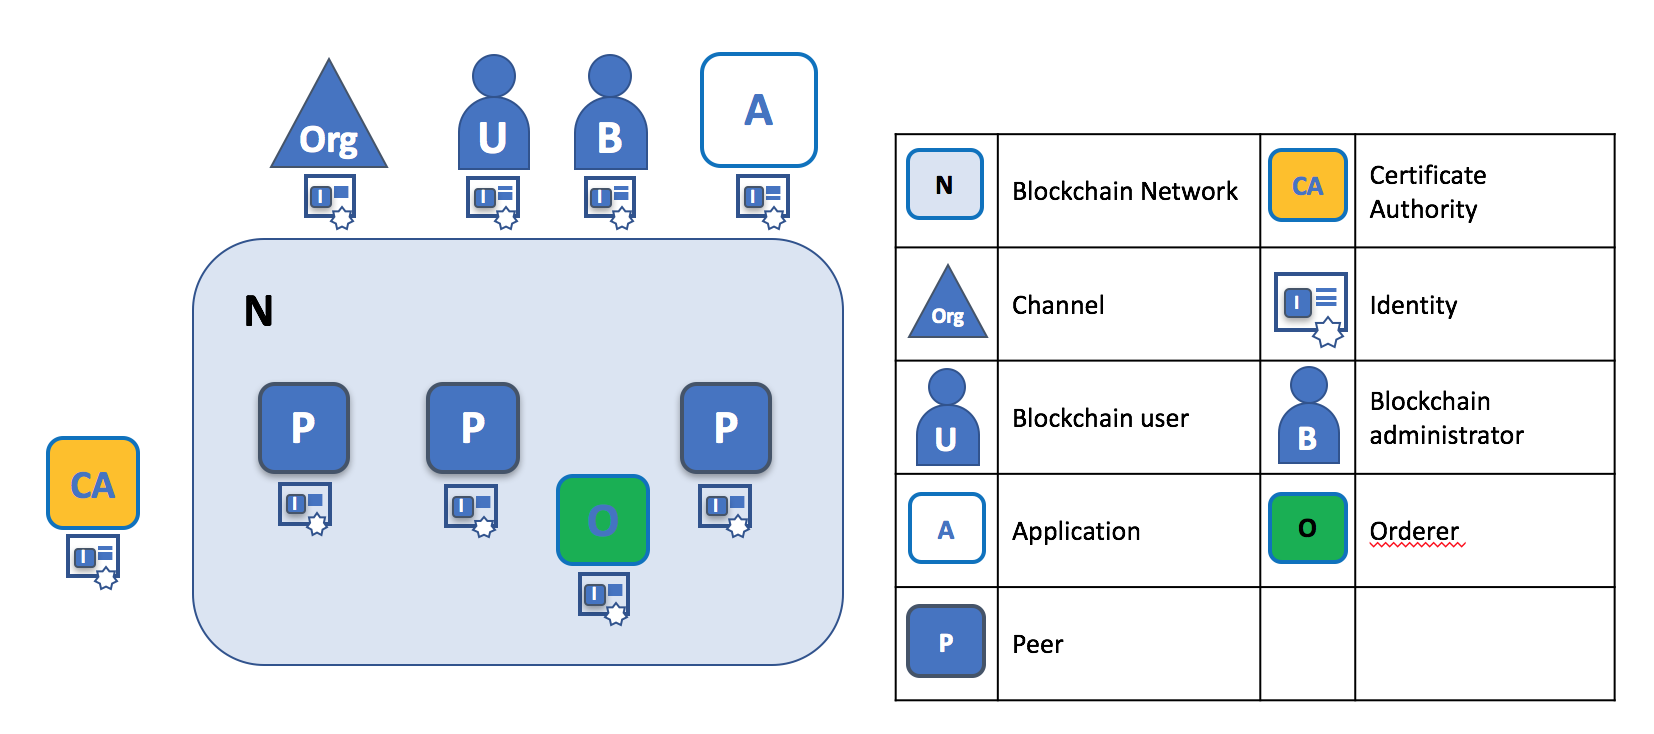 Org
U
B
A
I
I
I
I
N
P
P
P
CA
O
I
I
I
I
I
N
Blockchain Network
CA
Certificate
Authority
Org
Channel
I
Identity
U
Blockchain user
B
Blockchain
administrator
A
Application
O
Orderer
P
Peer